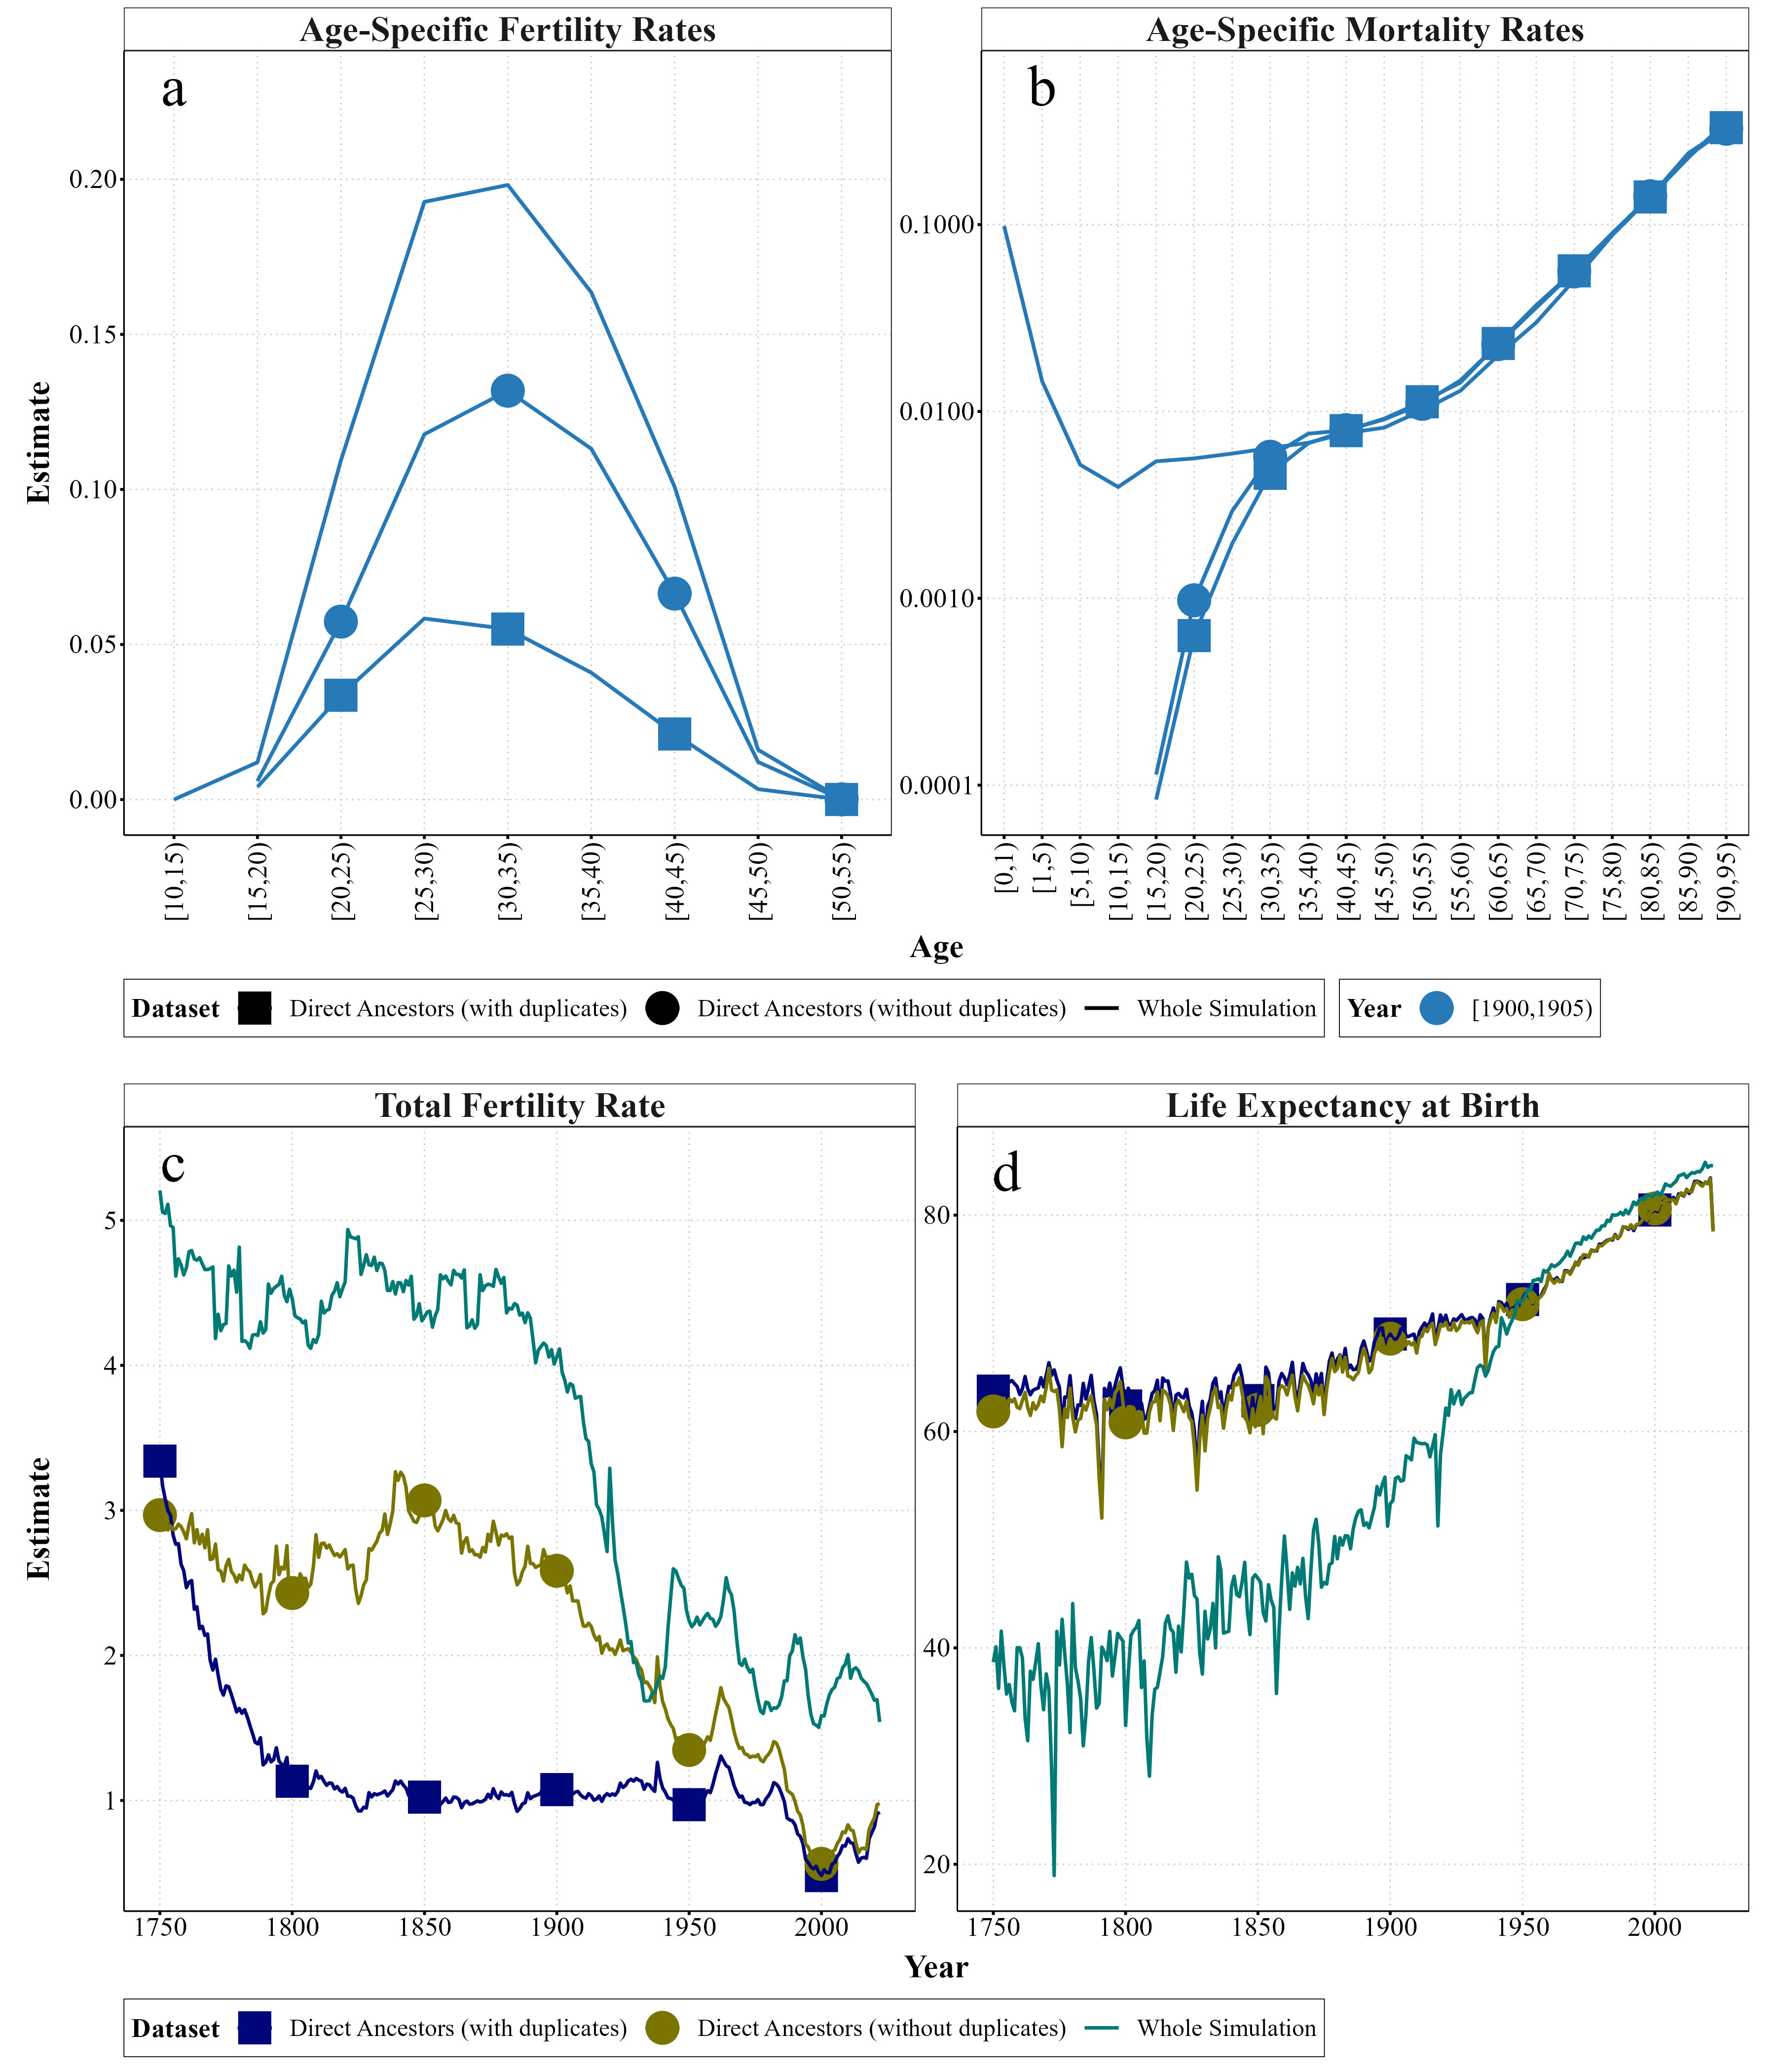 Age-Specific Fertility Rates
Age-Specific Mortality Rates
a
b
Estimate
0.20
0.15
0.10
0.05
0.00
0.1000
0.0100
0.0010
0.0001
[10,15)
[15,20)
[20,25)
[25,30)
[30,35)
[35,40)
[40,45)
[45,50)
[50,55)
[0,1)
[1,5)
[5,10)
[10,15)
[15,20)
[20,25)
[25,30)
[30,35)
[35,40)
[40,45)
[45,50)
[50,55)
[55,60)
[60,65)
[65,70)
[70,75)
[75,80)
[80,85)
[85,90)
[90,95)
Age
Dataset Direct Ancestors (with duplicates) Direct Ancestors (without duplicates) Whole Simulation
Year [1900,1905)
Total Fertility Rate
Life Expectancy at Birth
c
d
Estimate
5
4
3
2
1
80
60
40
20
1750 1800 1850 1900 1950 2000
1750 1800 1850 1900 1950 2000
Year
Dataset Direct Ancestors (with duplicates) Direct Ancestors (without duplicates) Whole Simulation